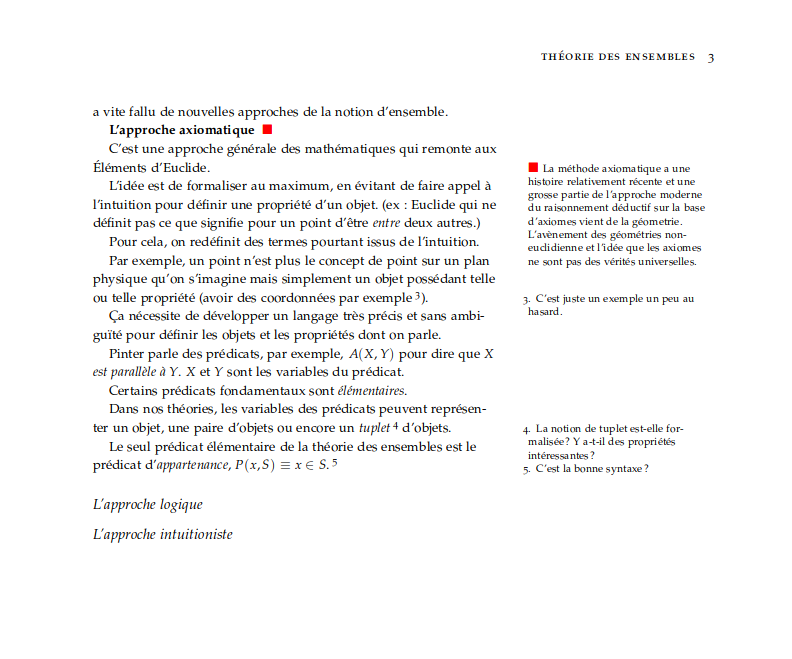 THÉORIE DES ENSEMBLES 3
a vite fallu de nouvelles approches de la notion d'ensemble.
L'approche axiomatique ■
C'est une approche générale des mathématiques qui remonte aux
Éléments d'Euclide.
L'idée est de formaliser au maximum, en évitant de faire appel à
l'intuition pour définir une propriété d'un objet. (ex : Euclide qui ne
définit pas ce que signifie pour un point d'être entre deux autres.)
Pour cela, on redéfinit des termes pourtant issus de l'intuition.
Par exemple, un point n'est plus le concept de point sur un plan
physique qu'on s'imagine mais simplement un objet possédant telle
ou telle propriété (avoir des coordonnées par exemple ³).
Ça nécessite de développer un langage très précis et sans ambi-
guïté pour définir les objets et les propriétés dont on parle.
Pinter parle des prédicats, par exemple, A(X, Y) pour dire que X
est parallèle à Y. X et Y sont les variables du prédicat.
Certains prédicats fondamentaux sont élémentaires.
Dans nos théories, les variables des prédicats peuvent représen-
ter un objet, une paire d'objets ou encore un tuplet ⁴ d'objets.
Le seul prédicat élémentaire de la théorie des ensembles est le
prédicat d'appartenance, P(x, S) ≡ x ∈ S. ⁵
L'approche logique
L'approche intuitioniste
■ La méthode axiomatique a une
histoire relativement récente et une
grosse partie de l'approche moderne
du raisonnement déductif sur la base
d'axiomes vient de la géometrie.
L'avènement des géométries non-
euclidienne et l'idée que les axiomes
ne sont pas des vérités universelles.
3. C'est juste un exemple un peu au
hasard.
4. La notion de tuplet est-elle for-
malisée ? Y a-t-il des propriétés
intéressantes ?
5. C'est la bonne syntaxe ?